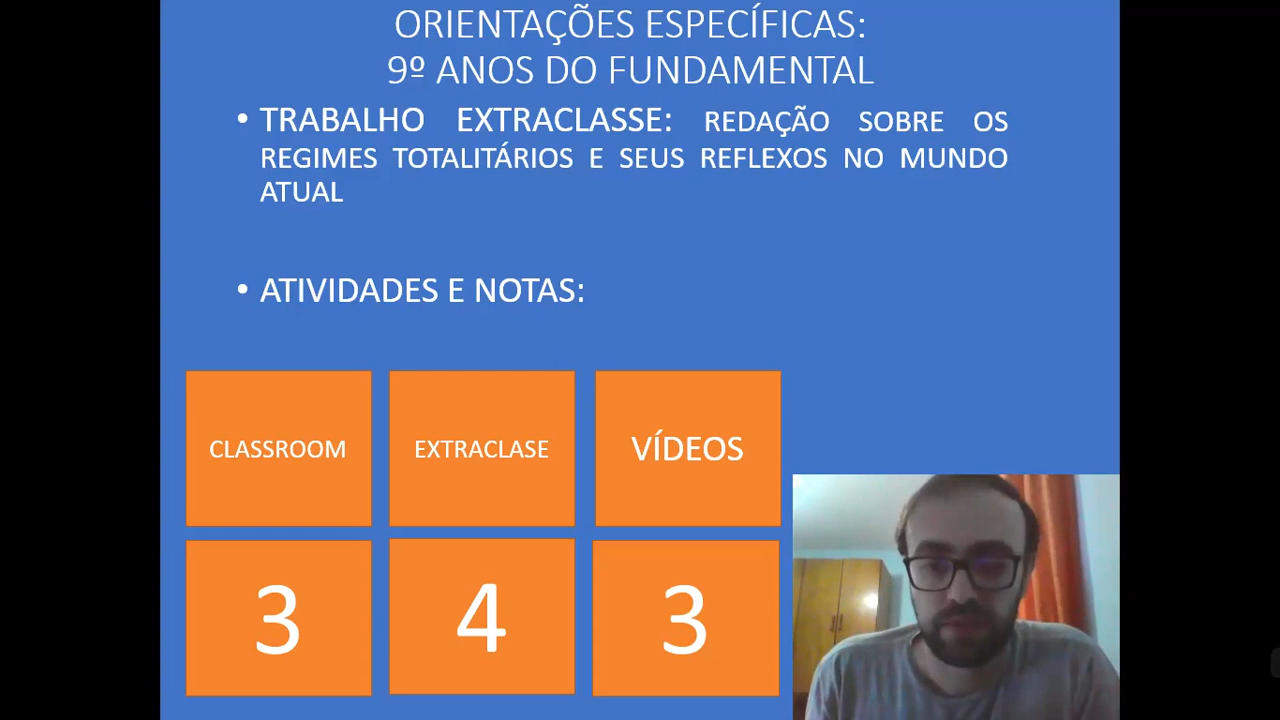 ORIENTAÇÕES ESPECÍFICAS:
9º ANOS DO FUNDAMENTAL
• TRABALHO EXTRACLASSE: REDAÇÃO SOBRE OS
REGIMES TOTALITÁRIOS E SEUS REFLEXOS NO MUNDO
ATUAL
• ATIVIDADES E NOTAS:
CLASSROOM
EXTRACLASE
VÍDEOS
3
4
3